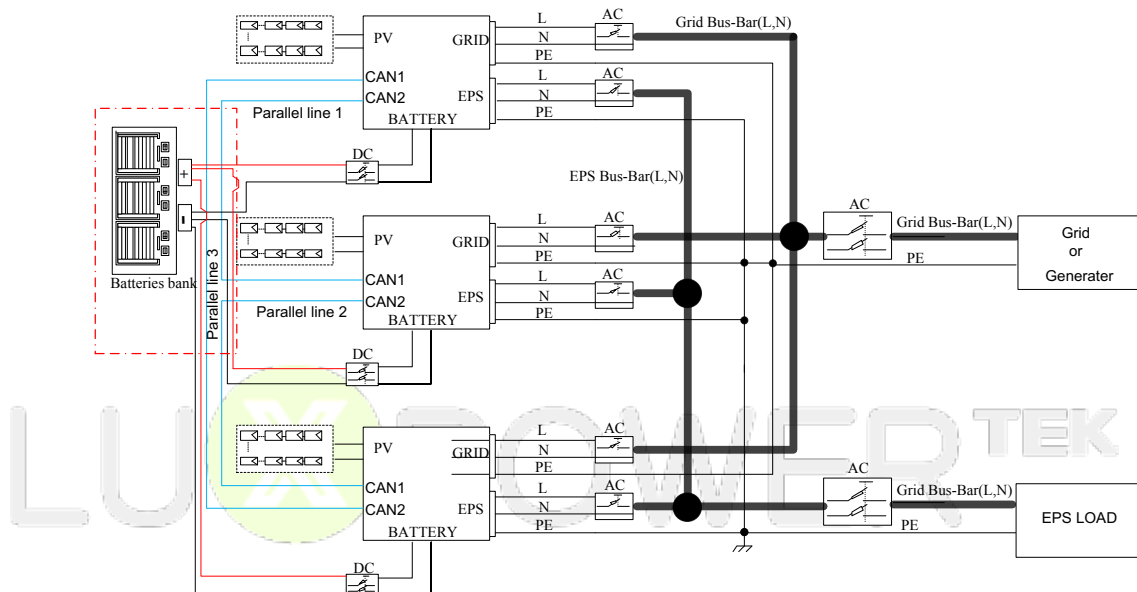 L
AC
Grid Bus-Bar(L,N)
PV
GRID
N
PE
CAN1
L
AC
CAN2
EPS
N
Parallel line 1
BATTERY
PE
DC
+
EPS Bus-Bar(L,N)
-
L
AC
AC
Grid Bus-Bar(L,N)
PV
GRID
N
PE
PE
Grid
or
Generater
CAN1
L
AC
Batteries bank
CAN2
EPS
N
Parallel line 3
Parallel line 2
BATTERY
PE
DC
LUXPOWERTEK
L
AC
PV
GRID
N
PE
AC
CAN1
L
AC
Grid Bus-Bar(L,N)
CAN2
EPS
N
PE
PE
EPS LOAD
BATTERY
DC